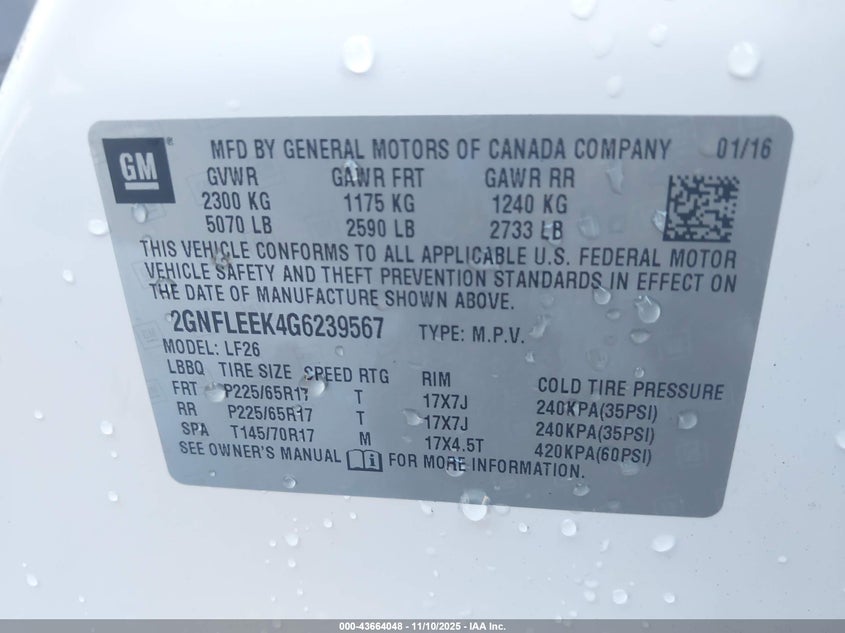 GM ® MFD BY GENERAL MOTORS OF CANADA COMPANY 01/16
GVWR GAWR FRT GAWR RR
2300 KG 1175 KG 1240 KG
5070 LB 2590 LB 2733 LB
THIS VEHICLE CONFORMS TO ALL APPLICABLE U.S. FEDERAL MOTOR
VEHICLE SAFETY AND THEFT PREVENTION STANDARDS IN EFFECT ON
THE DATE OF MANUFACTURE SHOWN ABOVE.
2GNFLEEK4G6239567 TYPE: M.P.V.
MODEL: LF26
LBBQ TIRE SIZE SPEED RTG RIM COLD TIRE PRESSURE
FRT P225/65R17 T 17X7J 240KPA(35PSI)
RR P225/65R17 T 17X7J 240KPA(35PSI)
SPA T145/70R17 M 17X4.5T 420KPA(60PSI)
SEE OWNER'S MANUAL FOR MORE INFORMATION.
000-43664048 - 11/10/2025 - IAA Inc.